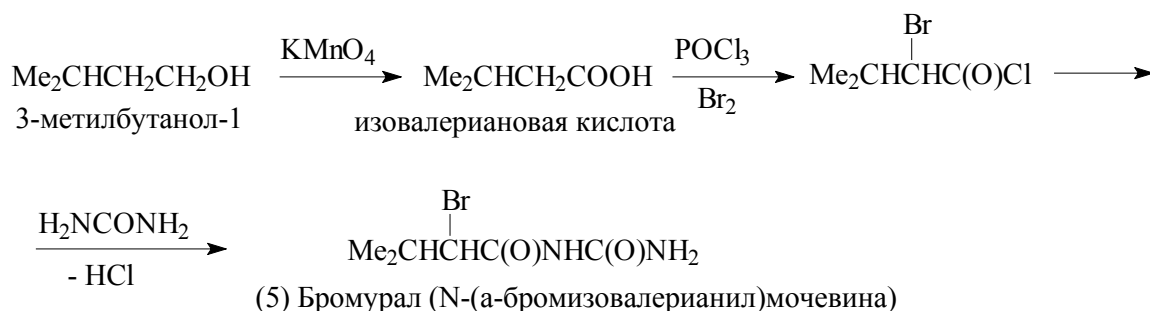 KMnO4 POCl3 Br
Me2CHCH2CH2OH Me2CHCH2COOH Br2 Me2CHCHC(O)Cl
3-метилбутанол-1 изовалериановая кислота
H2NCONH2 Br
- HCl Me2CHCHC(O)NHC(O)NH2
(5) Бромурал (N-(а-бромизовалерианил)мочевина)